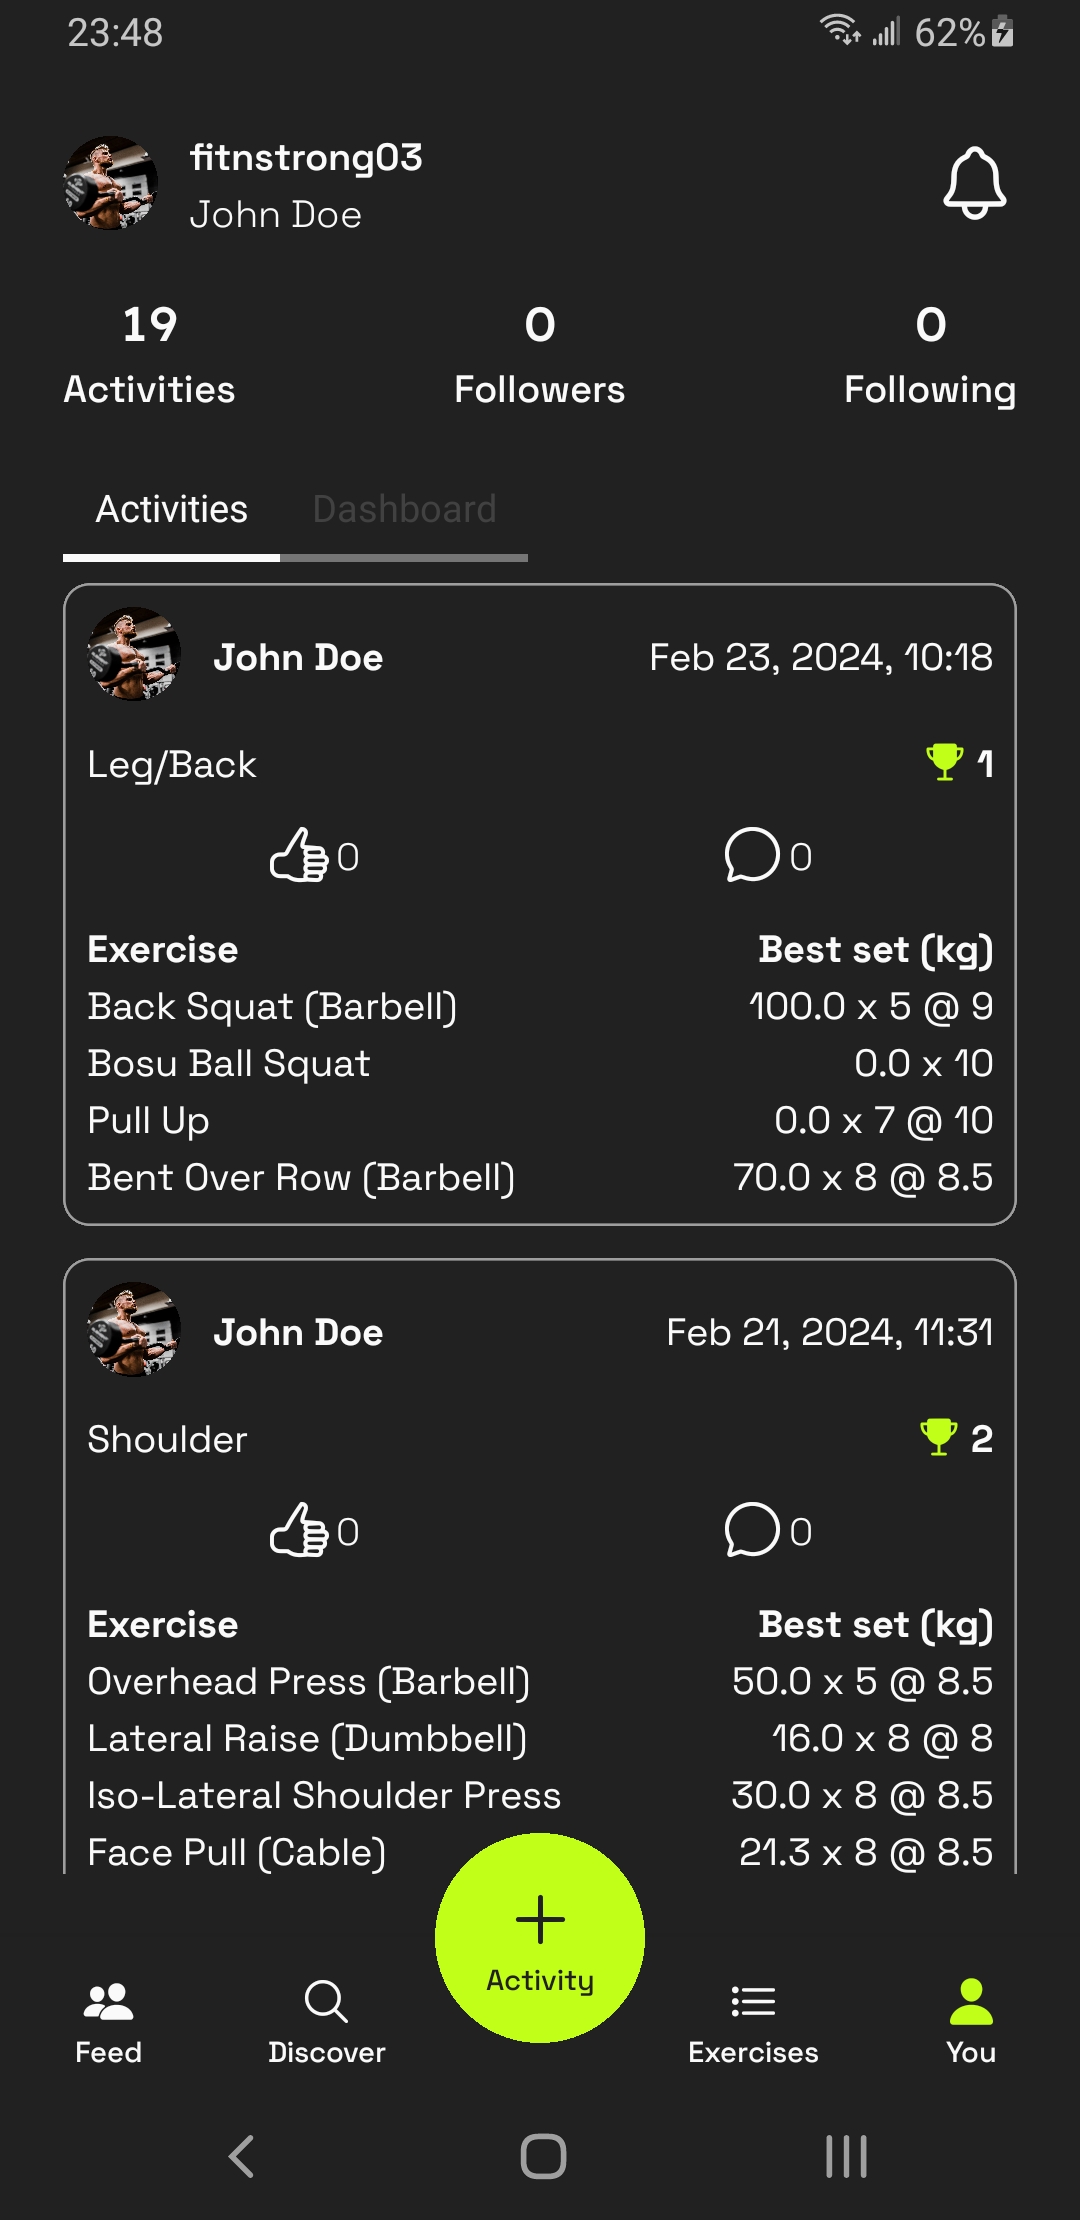 23:48 62%
fitnstrong03
John Doe
19 0 0
Activities Followers Following
Activities Dashboard
John Doe Feb 23, 2024, 10:18
Leg/Back 1
0 0
Exercise Best set (kg)
Back Squat (Barbell) 100.0 x 5 @ 9
Bosu Ball Squat 0.0 x 10
Pull Up 0.0 x 7 @ 10
Bent Over Row (Barbell) 70.0 x 8 @ 8.5
John Doe Feb 21, 2024, 11:31
Shoulder 2
0 0
Exercise Best set (kg)
Overhead Press (Barbell) 50.0 x 5 @ 8.5
Lateral Raise (Dumbbell) 16.0 x 8 @ 8
Iso-Lateral Shoulder Press 30.0 x 8 @ 8.5
Face Pull (Cable) 21.3 x 8 @ 8.5
Activity
Feed Discover Exercises You